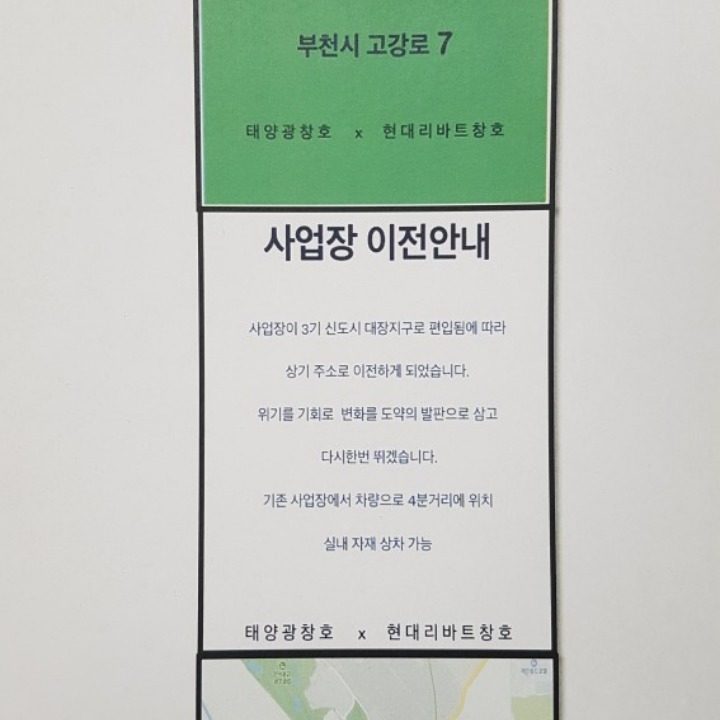 부천시 고강로 7
태양광창호 x 현대리바트창호
사업장 이전안내
사업장이 3기 신도시 대장지구로 편입됨에 따라
상기 주소로 이전하게 되었습니다.
위기를 기회로 변화를 도약의 발판으로 삼고
다시한번 뛰겠습니다.
기존 사업장에서 차량으로 4분거리에 위치
실내 자재 상차 가능
태양광창호 x 현대리바트창호